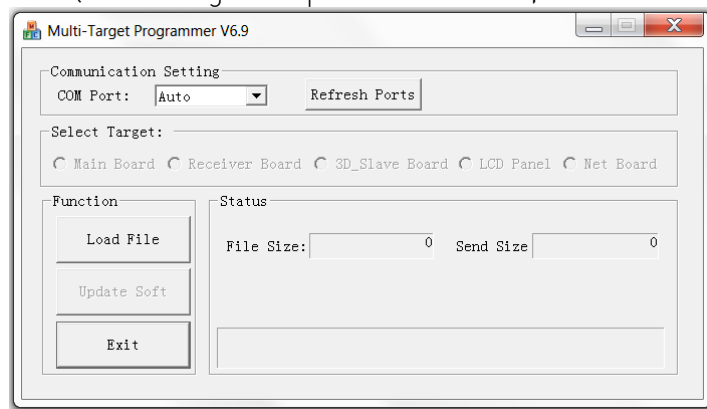 Multi-Target Programmer V6.9
Communication Setting
COM Port: Auto Refresh Ports
Select Target:
Main Board Receiver Board 3D_Slave Board LCD Panel Net Board
Function
Status
Load File
File Size: 0 Send Size 0
Update Soft
Exit